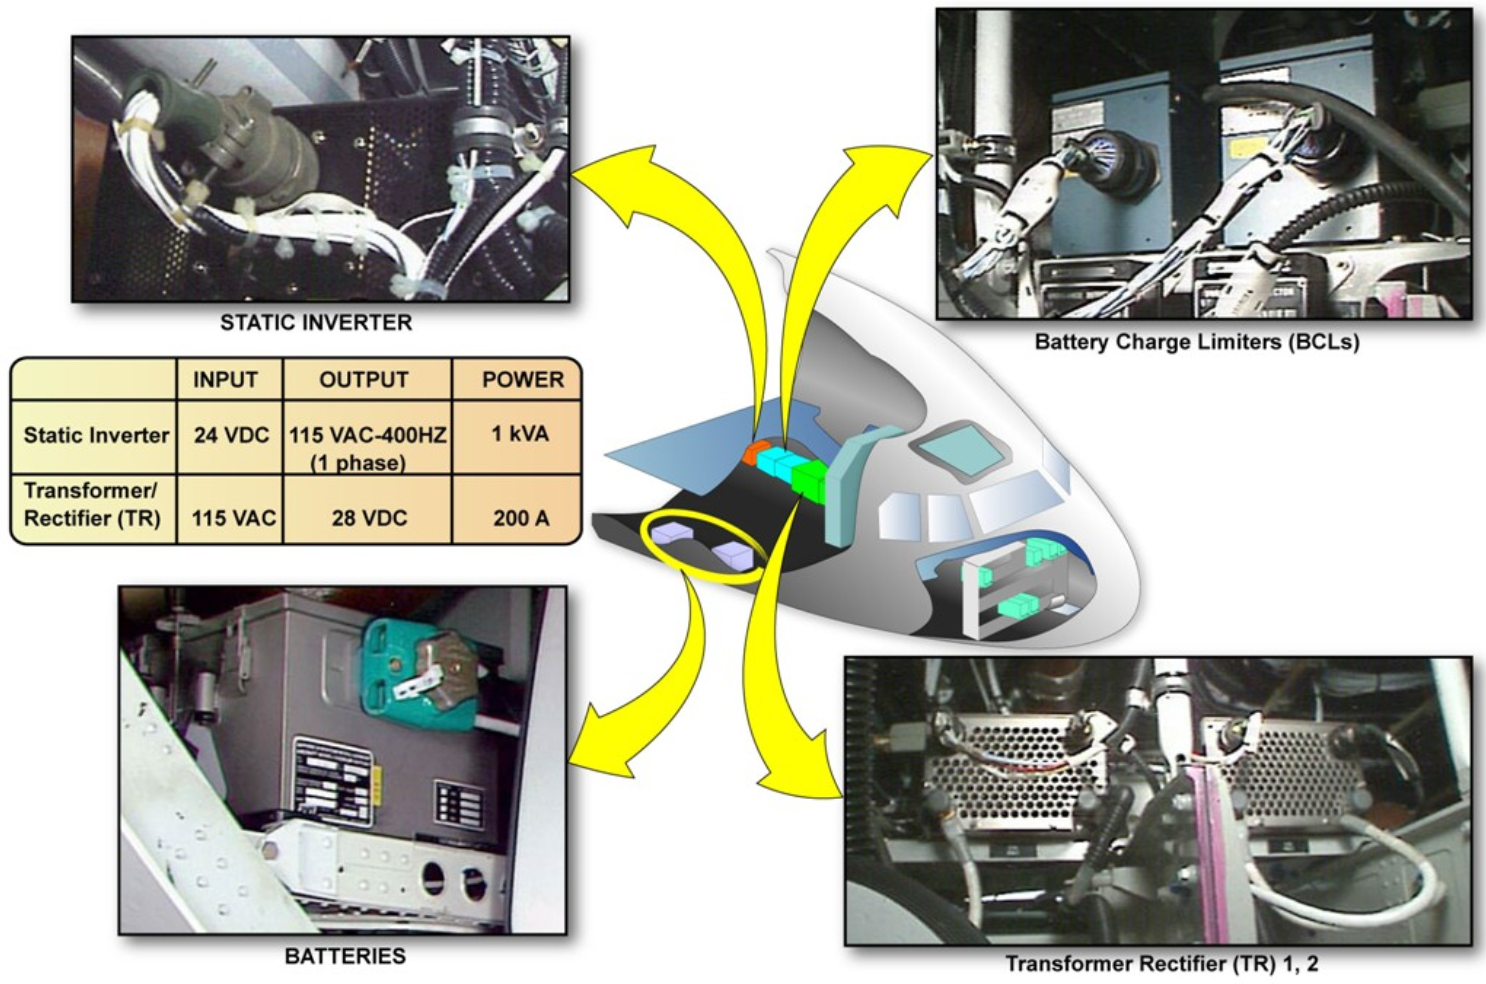 STATIC INVERTER
Battery Charge Limiters (BCLs)
INPUT OUTPUT POWER
Static Inverter 24 VDC 115 VAC-400HZ 1 kVA
(1 phase)
Transformer/
Rectifier (TR) 115 VAC 28 VDC 200 A
BATTERIES
Transformer Rectifier (TR) 1, 2